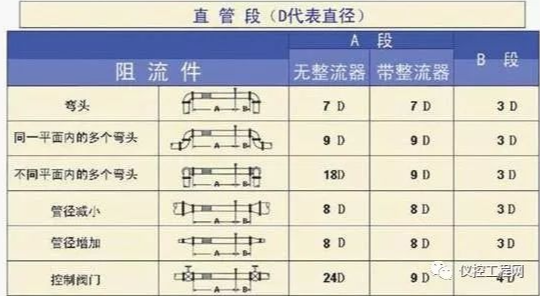 直 管 段（D代表直径）
阻 流 件
A 段
B 段
无整流器 带整流器
弯头 A B 7 D 7 D 3 D
同一平面内的多个弯头 A B 9 D 9 D 3 D
不同平面内的多个弯头 A B 18D 9 D 3 D
管径减小 A B 8 D 8 D 3 D
管径增加 A B 8 D 8 D 3 D
控制阀门 A B 24D 9 D 4 D
仪控工程网